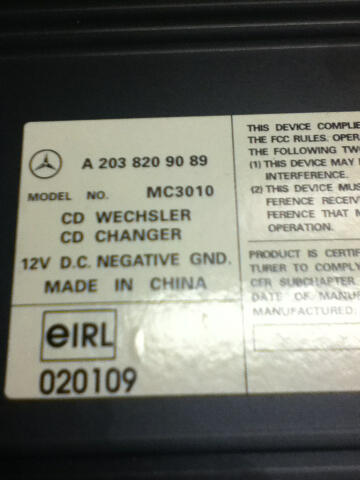 A 203 820 90 89
MODEL NO. MC3010
CD WECHSLER
CD CHANGER
12V D.C. NEGATIVE GND.
MADE IN CHINA
eIRL
020109
THIS DEVICE COMPLIE
THE FCC RULES. OPERA
THE FOLLOWING TWO
(1) THIS DEVICE MAY
INTERFERENCE.
(2) THIS DEVICE MUS
FERENCE RECEIV
FERENCE THAT M
OPERATION.
PRODUCT IS CERTIF
TURER TO COMPLY
CFR SUBCHAPTER
DATE OF MANUF
MANUFACTURED: